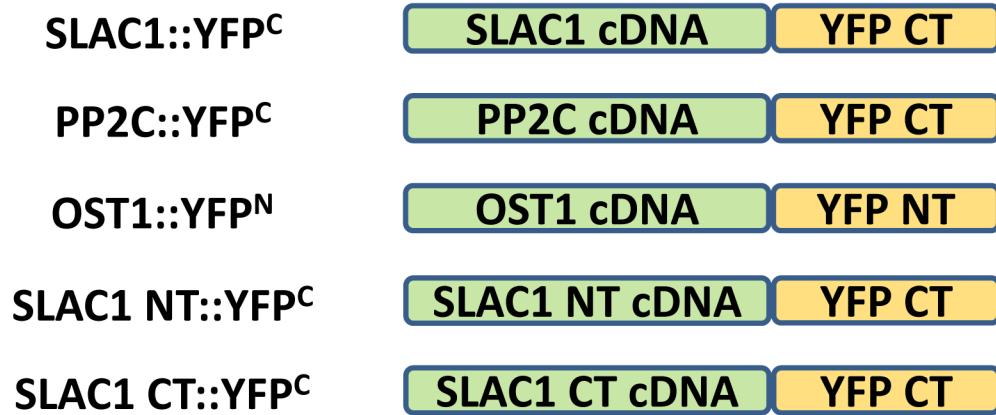 SLAC1::YFPᶜ SLAC1 cDNA YFP CT
PP2C::YFPᶜ PP2C cDNA YFP CT
OST1::YFPᴺ OST1 cDNA YFP NT
SLAC1 NT::YFPᶜ SLAC1 NT cDNA YFP CT
SLAC1 CT::YFPᶜ SLAC1 CT cDNA YFP CT